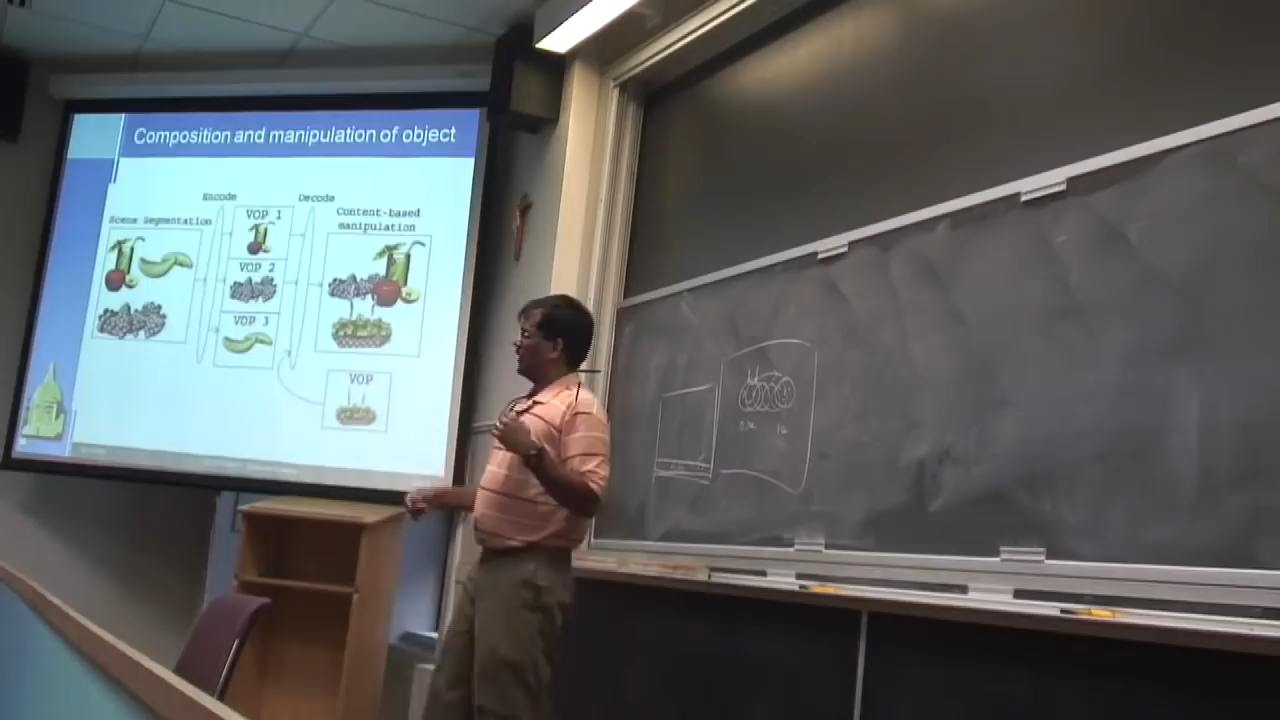 Composition and manipulation of object
Encode
Decode
Scene Segmentation
VOP 1
Content-based
manipulation
VOP 2
VOP 3
VOP